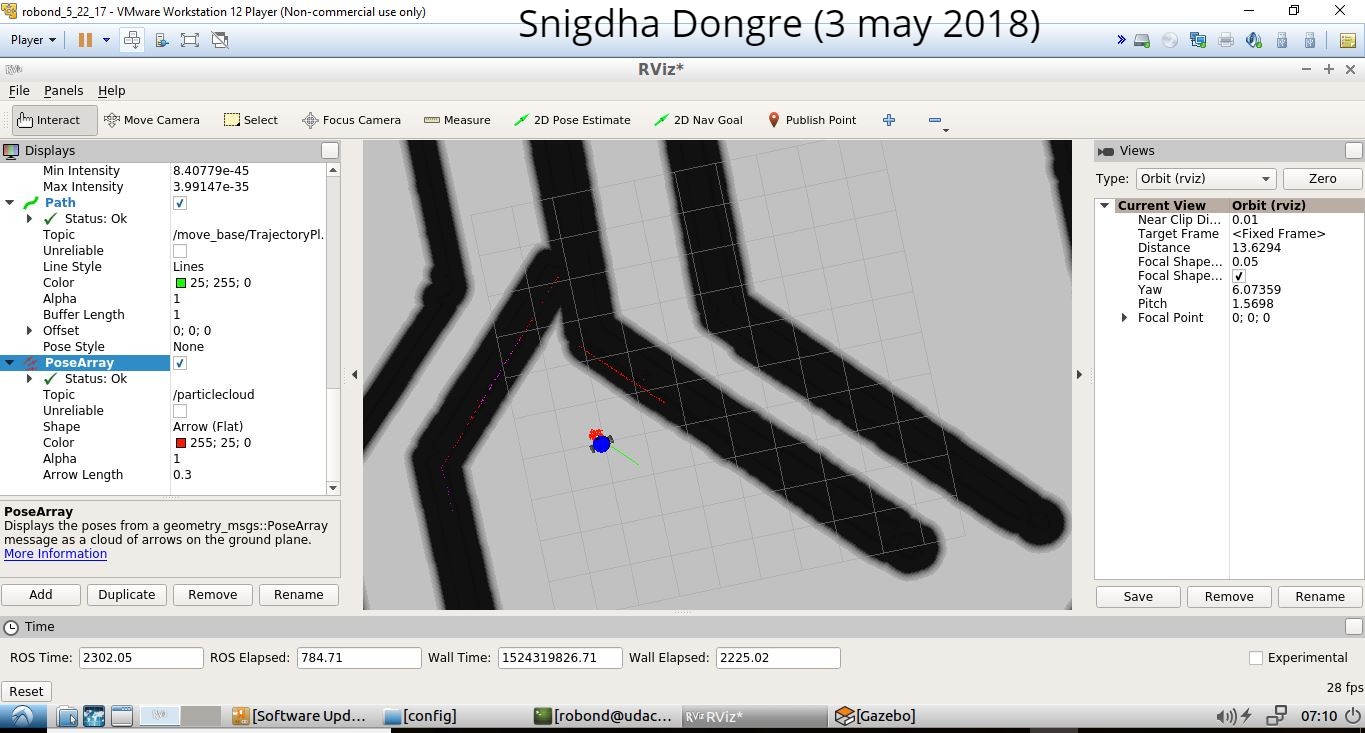 robond_5_22_17 - VMware Workstation 12 Player (Non-commercial use only)
Snigdha Dongre (3 may 2018)
Player
RViz*
File Panels Help
Interact Move Camera Select Focus Camera Measure 2D Pose Estimate 2D Nav Goal Publish Point
Displays
Min Intensity 8.40779e-45
Max Intensity 3.99147e-35
Path
Status: Ok
Topic /move_base/TrajectoryPl.
Unreliable
Line Style Lines
Color 25; 255; 0
Alpha 1
Buffer Length 1
Offset 0; 0; 0
Pose Style None
PoseArray
Status: Ok
Topic /particlecloud
Unreliable
Shape Arrow (Flat)
Color 255; 25; 0
Alpha 1
Arrow Length 0.3
PoseArray
Displays the poses from a geometry_msgs::PoseArray
message as a cloud of arrows on the ground plane.
More Information
Add Duplicate Remove Rename
Views
Type: Orbit (rviz) Zero
Current View Orbit (rviz)
Near Clip Di... 0.01
Target Frame <Fixed Frame>
Distance 13.6294
Focal Shape... 0.05
Focal Shape...
Yaw 6.07359
Pitch 1.5698
Focal Point 0; 0; 0
Save Remove Rename
Time
ROS Time: 2302.05 ROS Elapsed: 784.71 Wall Time: 1524319826.71 Wall Elapsed: 2225.02 Experimental
Reset 28 fps
[Software Upd... [config] [robond@udac... RViz* [Gazebo] 07:10